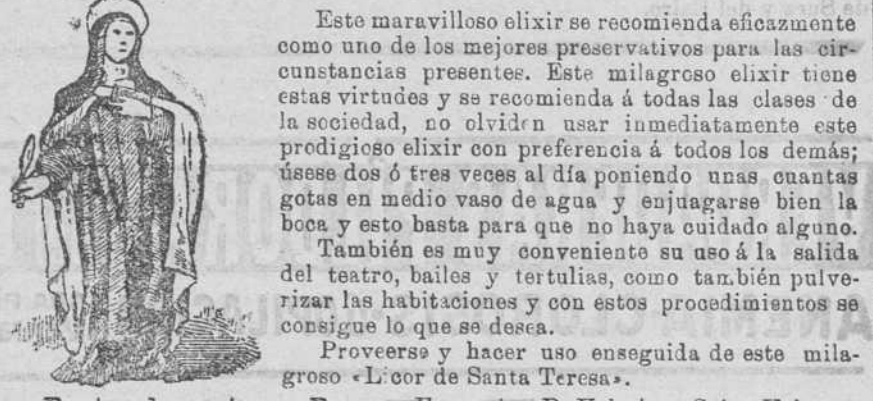 Este maravilloso elixir se recomienda eficazmente
como uno de los mejores preservativos para las cir-
cunstancias presentes. Este milagroso elixir tiene
estas virtudes y se recomienda á todas las clases de
la sociedad, no olviden usar inmediatamente este
prodigioso elixir con preferencia á todos los demás;
úsese dos ó tres veces al día poniendo unas cuantas
gotas en medio vaso de agua y enjuagarse bien la
boca y esto basta para que no haya cuidado alguno.
También es muy conveniente su uso á la salida
del teatro, bailes y tertulias, como también pulve-
rizar las habitaciones y con estos procedimientos se
consigue lo que se desea.
Proveerse y hacer uso enseguida de este mila-
groso «Licor de Santa Teresa».